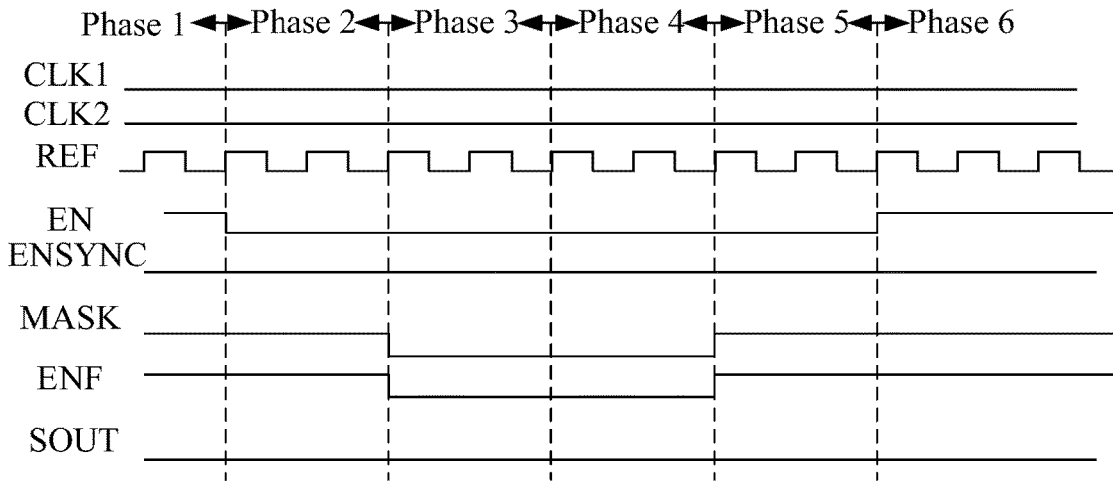 Phase 1 Phase 2 Phase 3 Phase 4 Phase 5 Phase 6
CLK1
CLK2
REF
EN
ENSYNC
MASK
ENF
SOUT